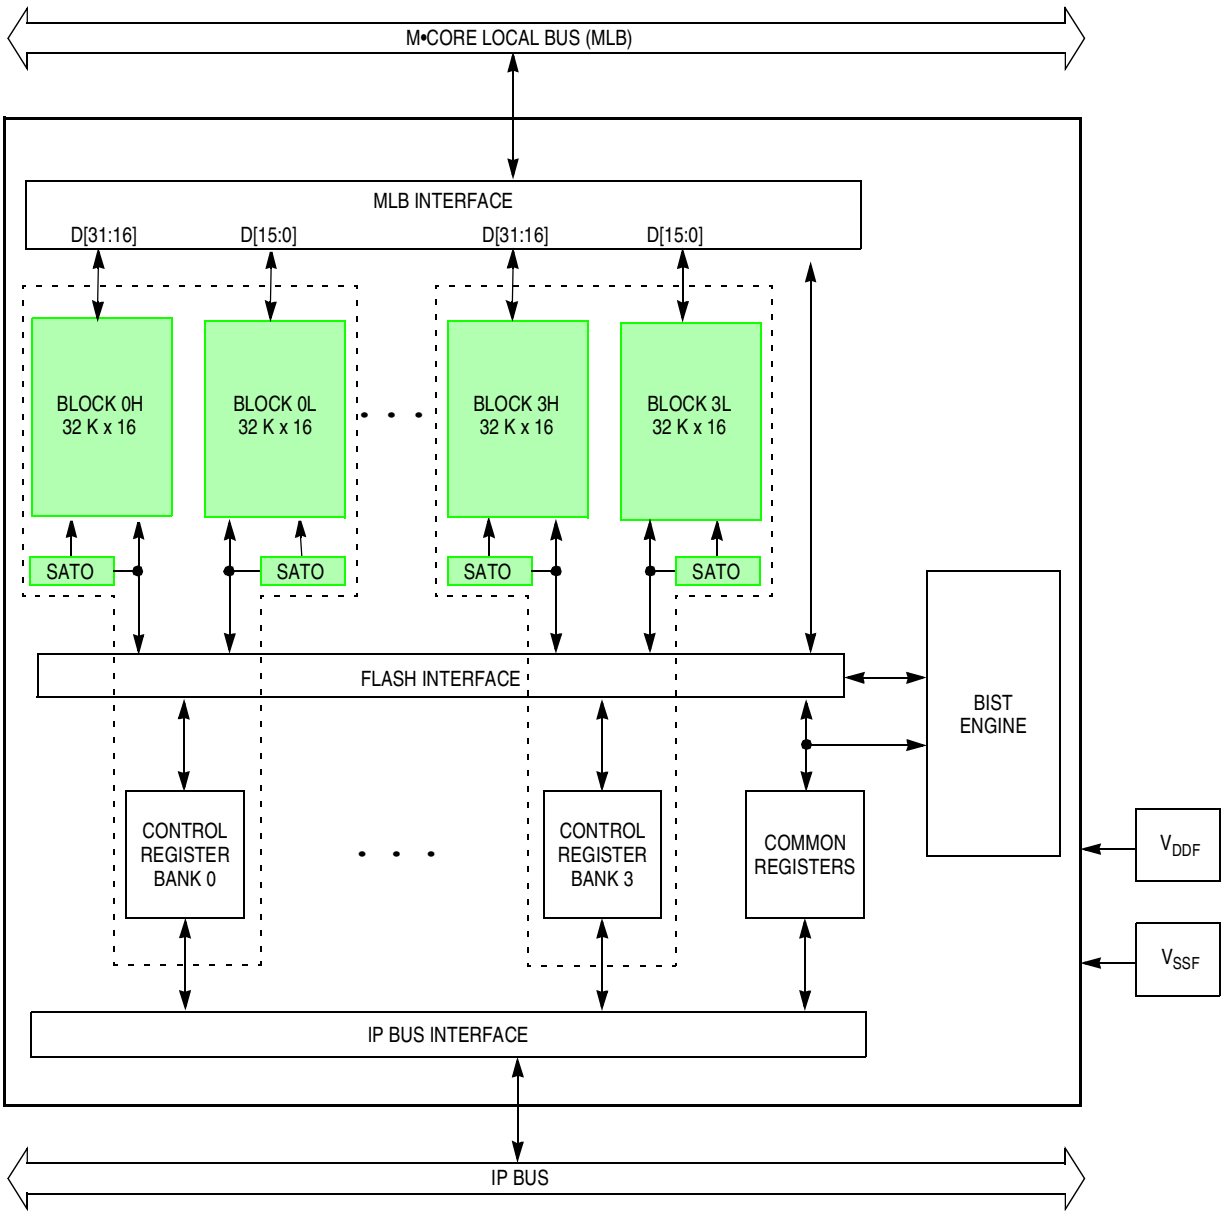 M•CORE LOCAL BUS (MLB)
MLB INTERFACE
D[31:16]
D[15:0]
D[31:16]
D[15:0]
BLOCK 0H
32 K x 16
BLOCK 0L
32 K x 16
BLOCK 3H
32 K x 16
BLOCK 3L
32 K x 16
SATO
SATO
SATO
SATO
FLASH INTERFACE
BIST
ENGINE
CONTROL
REGISTER
BANK 0
CONTROL
REGISTER
BANK 3
COMMON
REGISTERS
VDDF
VSSF
IP BUS INTERFACE
IP BUS